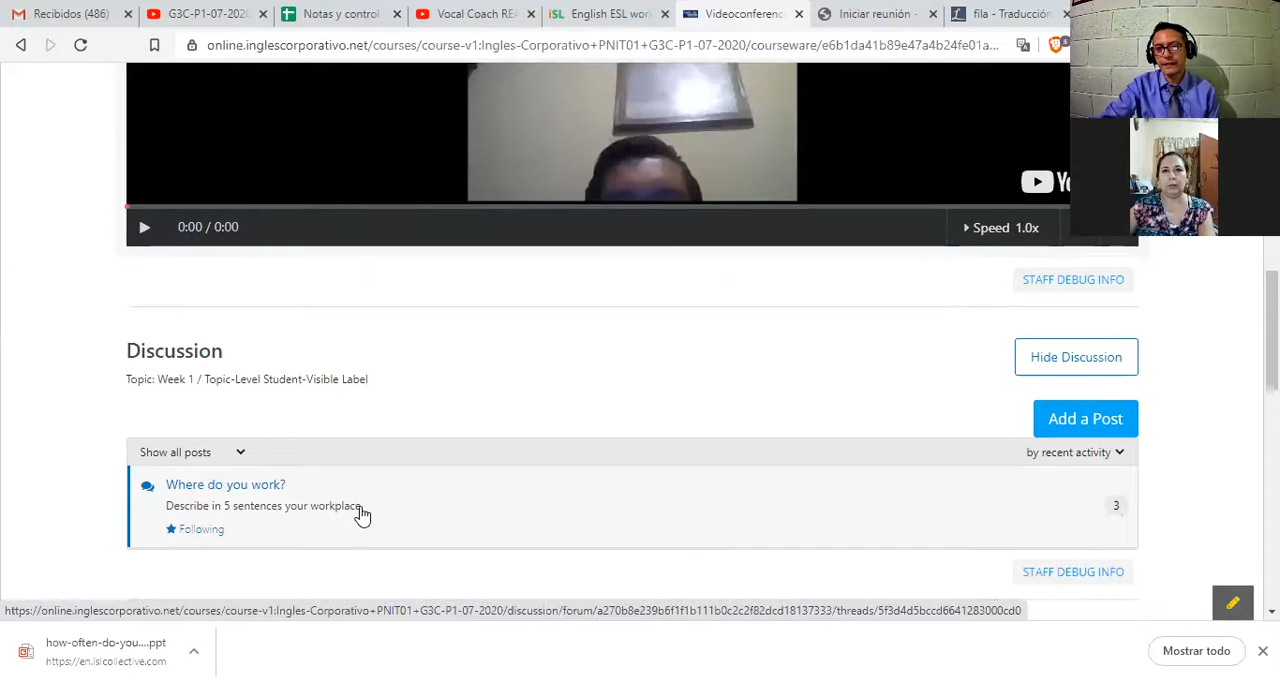 Recibidos (486)
G3C-P1-07-202
Notas y control
Vocal Coach RE
English ESL wor
Videoconferenc
Iniciar reunión -
fila - Traducción
online.inglescorporativo.net/courses/course-v1:Ingles-Corporativo+PNIT01+G3C-P1-07-2020/courseware/e6b1da41b89e47a4b24fe01a...
0:00 / 0:00
Speed 1.0x
STAFF DEBUG INFO
Discussion
Hide Discussion
Topic: Week 1 / Topic-Level Student-Visible Label
Add a Post
Show all posts
by recent activity
Where do you work?
Describe in 5 sentences your workplace
3
Following
STAFF DEBUG INFO
https://online.inglescorporativo.net/courses/course-v1:Ingles-Corporativo+PNIT01+G3C-P1-07-2020/discussion/forum/a270b8e239b6f1f1b111b0c2c2f82dcd18137333/threads/5f3d4d5bccd6641283000cd0
how-often-do-you....ppt
https://en.islcollective.com
Mostrar todo